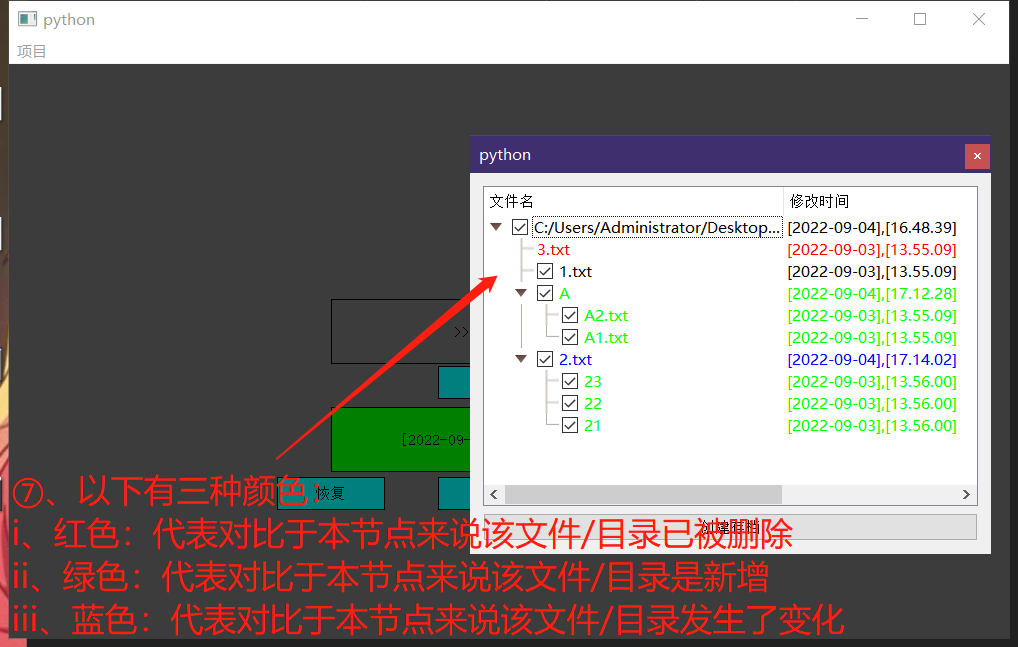 python
项目
python
文件名 修改时间
C:/Users/Administrator/Desktop... [2022-09-04],[16.48.39]
3.txt [2022-09-03],[13.55.09]
1.txt [2022-09-03],[13.55.09]
A [2022-09-04],[17.12.28]
A2.txt [2022-09-03],[13.55.09]
A1.txt [2022-09-03],[13.55.09]
2.txt [2022-09-04],[17.14.02]
23 [2022-09-03],[13.56.00]
22 [2022-09-03],[13.56.00]
21 [2022-09-03],[13.56.00]
>>
[2022-09-
恢复
创建存档
⑦、以下有三种颜色：
i、红色：代表对比于本节点来说该文件/目录已被删除
ii、绿色：代表对比于本节点来说该文件/目录是新增
iii、蓝色：代表对比于本节点来说该文件/目录发生了变化